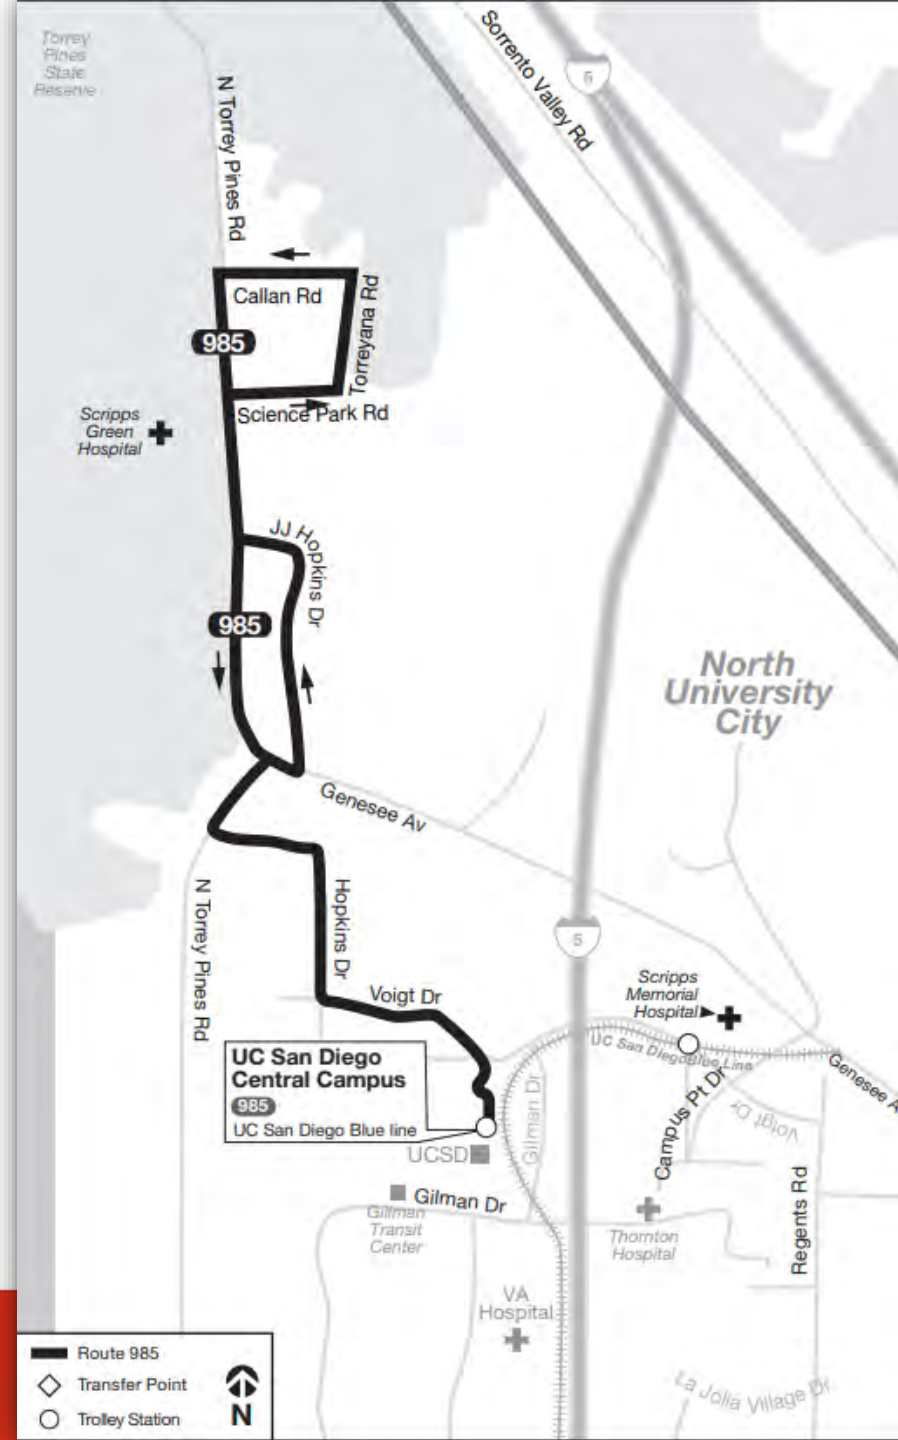 Torrey
Pines
State
Reserve
N Torrey Pines Rd
Sorrento Valley Rd
5
Callan Rd
Torreyana Rd
985
Science Park Rd
Scripps
Green
Hospital
JJ Hopkins Dr
985
North
University
City
Genesee Av
N Torrey Pines Rd
Hopkins Dr
5
Voigt Dr
Scripps
Memorial
Hospital
UC San Diego Blue Line
Genesee A
UC San Diego
Central Campus
985
UC San Diego Blue line
Gilman Dr
Campus Pt Dr
Voigt Dr
UCSD
Gilman Dr
Gillman
Transit
Center
Thornton
Hospital
Regents Rd
VA
Hospital
La Jolla Village Dr
Route 985
Transfer Point
Trolley Station
N